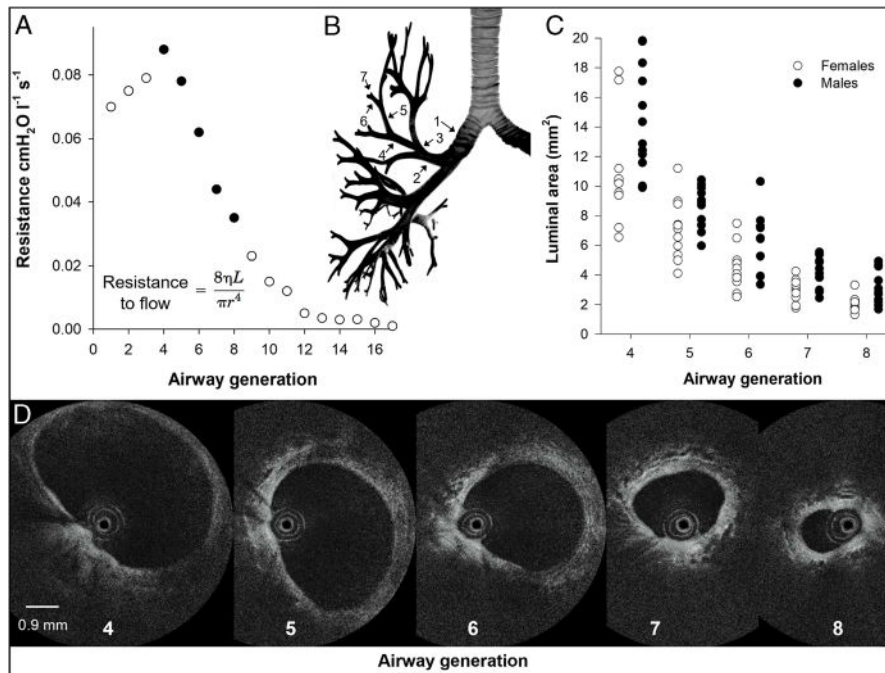 A
Resistance cmH₂O l⁻¹ s⁻¹
0.08
0.06
0.04
0.02
0.00
Resistance
to flow
= 8ηL
πr⁴
0 2 4 6 8 10 12 14 16
Airway generation
B
7
6
5
4
1
3
2
C
Luminal area (mm²)
20
18
16
14
12
10
8
6
4
2
0
Females
Males
4 5 6 7 8
Airway generation
D
0.9 mm
4 5 6 7 8
Airway generation